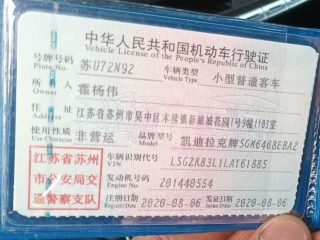 中华人民共和国机动车行驶证
Vehicle License of the People's Republic of China
号牌号码 Plate No. 苏U72N92 车辆类型 Vehicle Type 小型普通客车
所有人 Owner 霍杨伟
住址 Address 江苏省苏州市吴中区木渎镇新旅旅花园1号9幢1103室
使用性质 Use Character 非营运 品牌型号 Model 凯迪拉克牌SGM6468EBAZ
江苏省苏州 车辆识别代号 VIN
市公安局交 发动机号码 Engine No. 201440554
通警察支队 注册日期 Register Date 2020-08-06 发证日期 Issue Date 2020-08-06